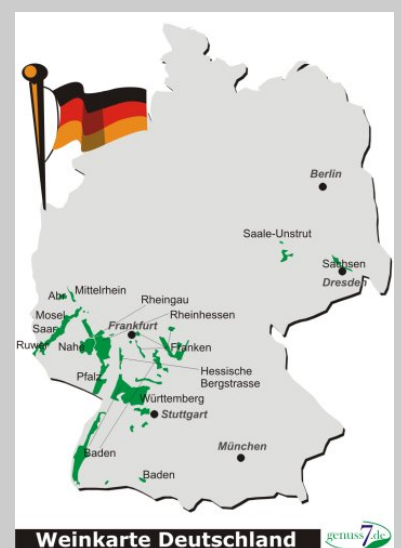 Berlin
Saale-Unstrut
Sachsen
Dresden
Ahr
Mittelrhein
Rheingau
Mosel
Rheinhessen
Saar
Frankfurt
Ruwer
Nahe
Franken
Hessische
Bergstrasse
Pfalz
Württemberg
Stuttgart
München
Baden
Baden
Weinkarte Deutschland
genuss7.de